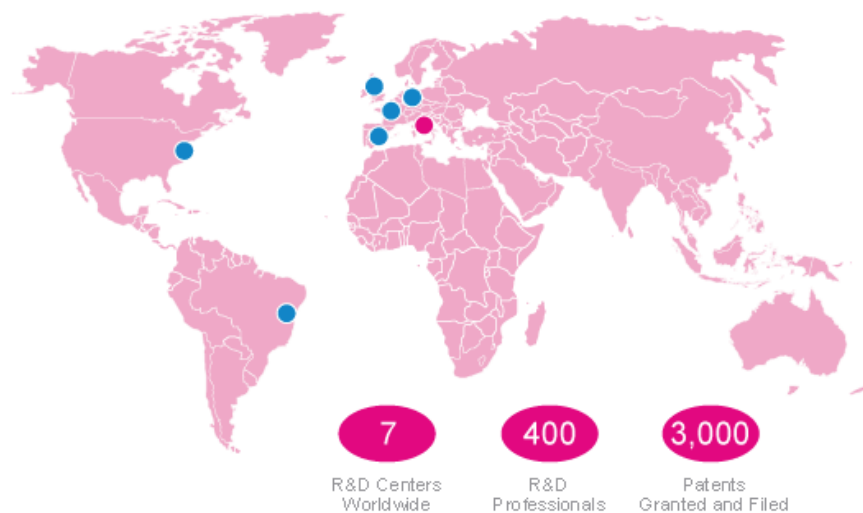 7
R&D Centers
Worldwide
400
R&D
Professionals
3,000
Patents
Granted and Filed